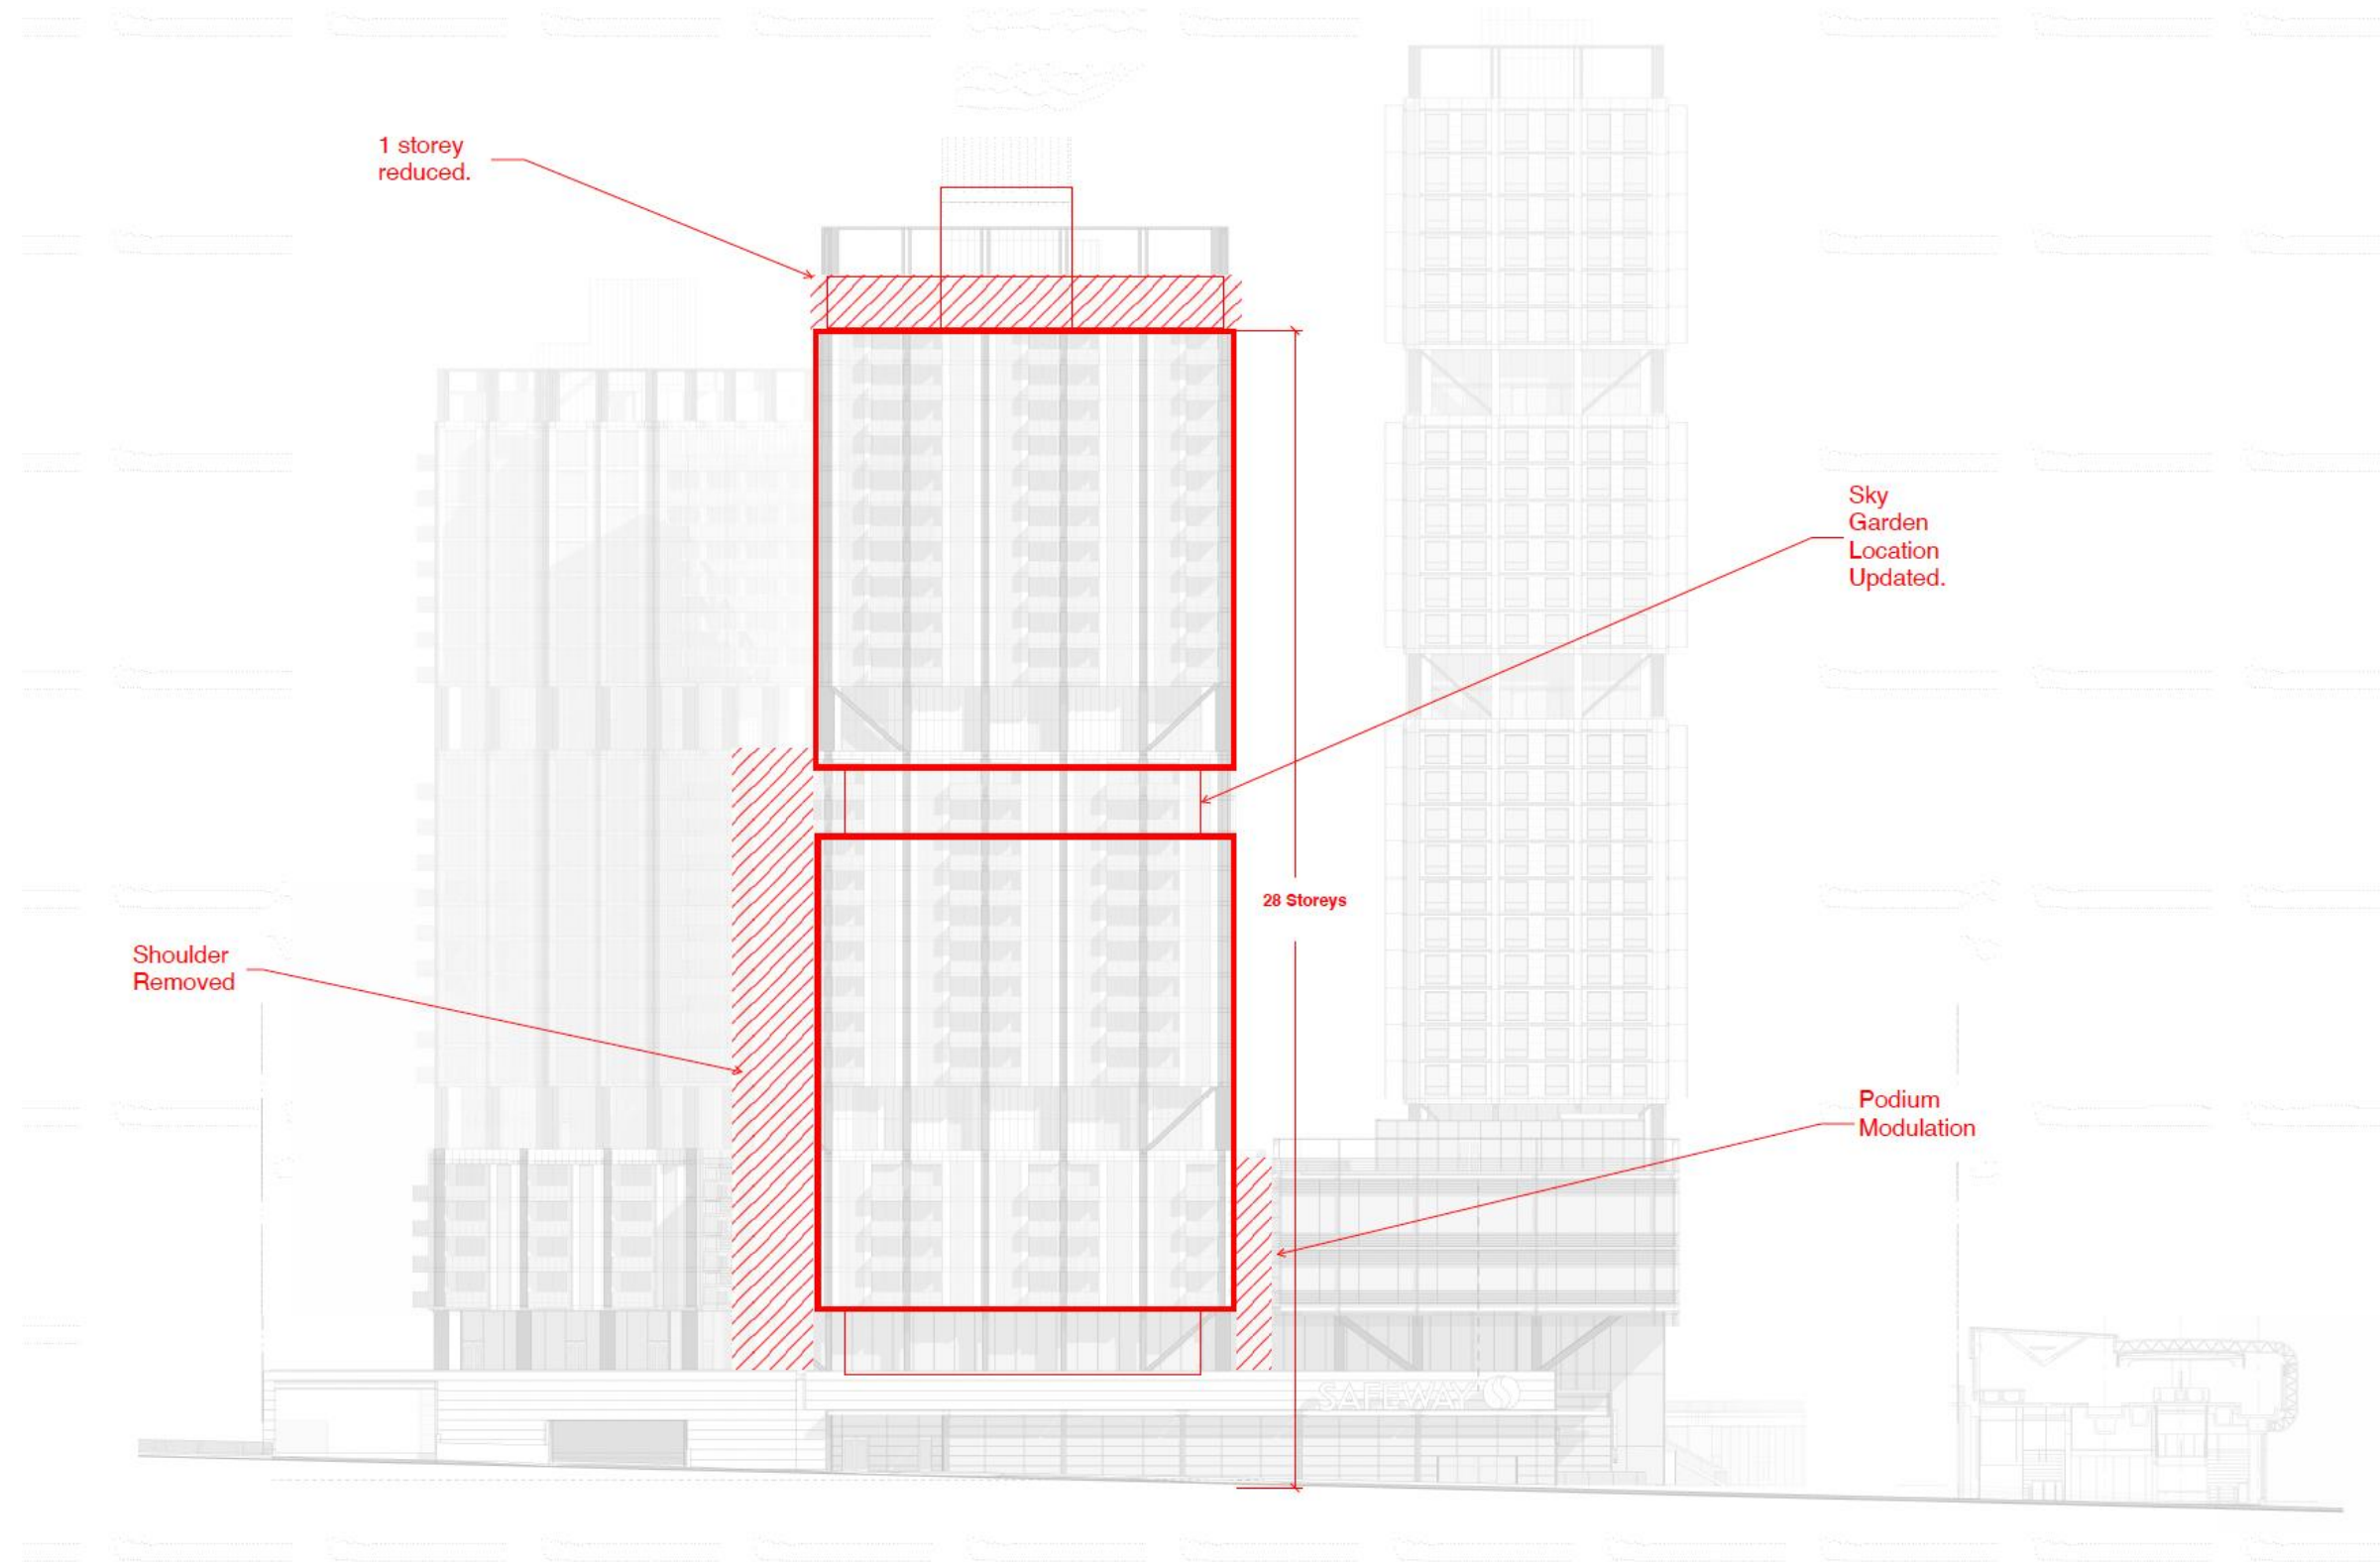 1 storey
reduced.
Sky
Garden
Location
Updated.
28 Storeys
Shoulder
Removed
Podium
Modulation
SAFEWAY